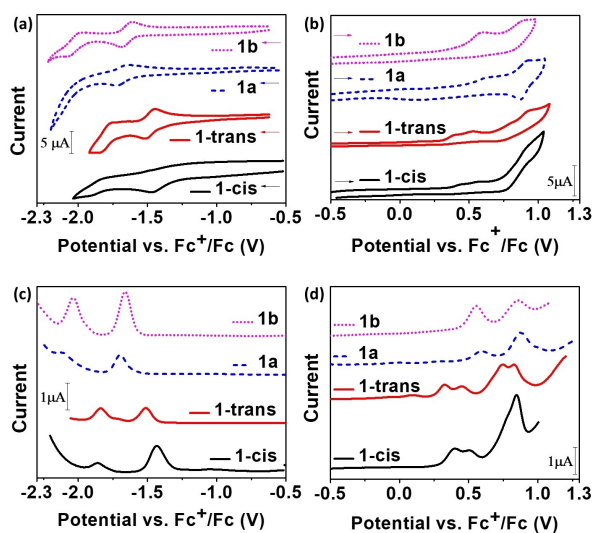 (a)
1b
1a
1-trans
1-cis
5 µA
Current
-2.3 -2.0 -1.5 -1.0 -0.5
Potential vs. Fc+/Fc (V)
(b)
1b
1a
1-trans
1-cis
5µA
Current
-0.5 0.0 0.5 1.0 1.3
Potential vs. Fc +/Fc (V)
(c)
1b
1a
1-trans
1-cis
1µA
Current
-2.3 -2.0 -1.5 -1.0 -0.5
Potential vs. Fc+/Fc (V)
(d)
1b
1a
1-trans
1-cis
1µA
Current
-0.5 0.0 0.5 1.0 1.3
Potential vs. Fc+/Fc (V)